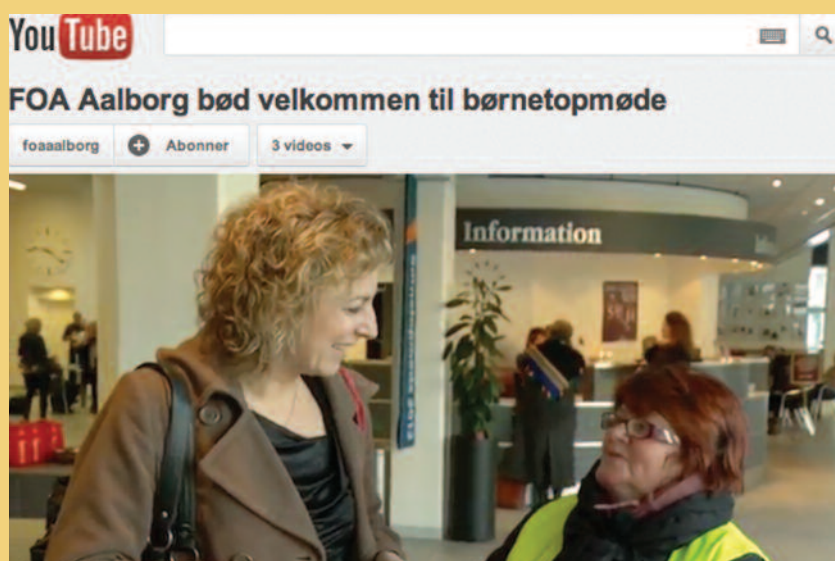 YouTube
FOA Aalborg bød velkommen til børnetopmøde
foaaalborg
Abonner
3 videos
Information